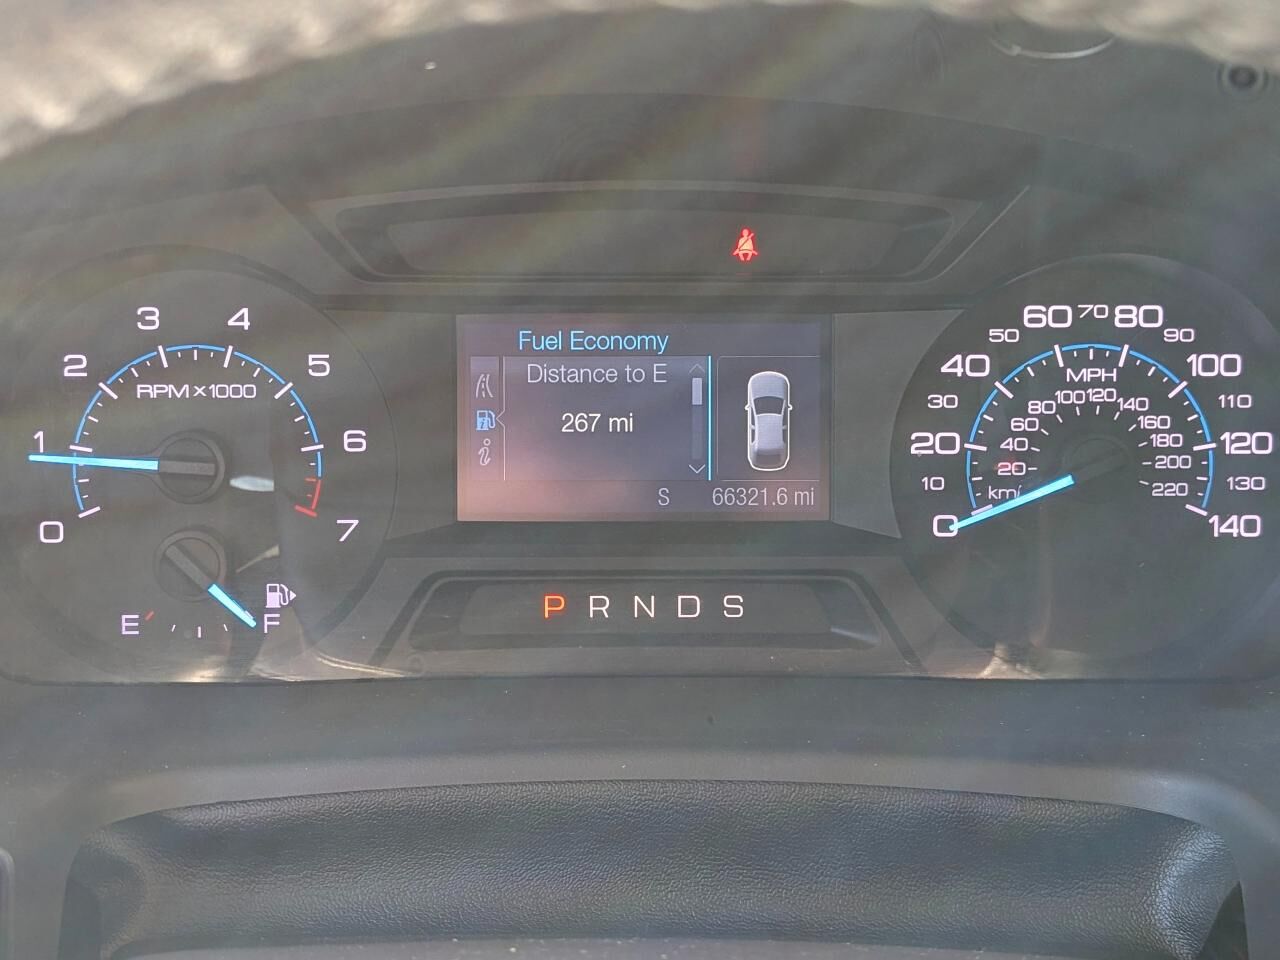 Fuel Economy
Distance to E
267 mi
S 66321.6 mi
0 1 2 3 4 5 6 7
RPMx1000
E F
P R N D S
0 10 20 30 40 50 60 70 80 90 100 110 120 130 140
MPH
20 40 60 80 100 120 140 160 180 200 220
km/